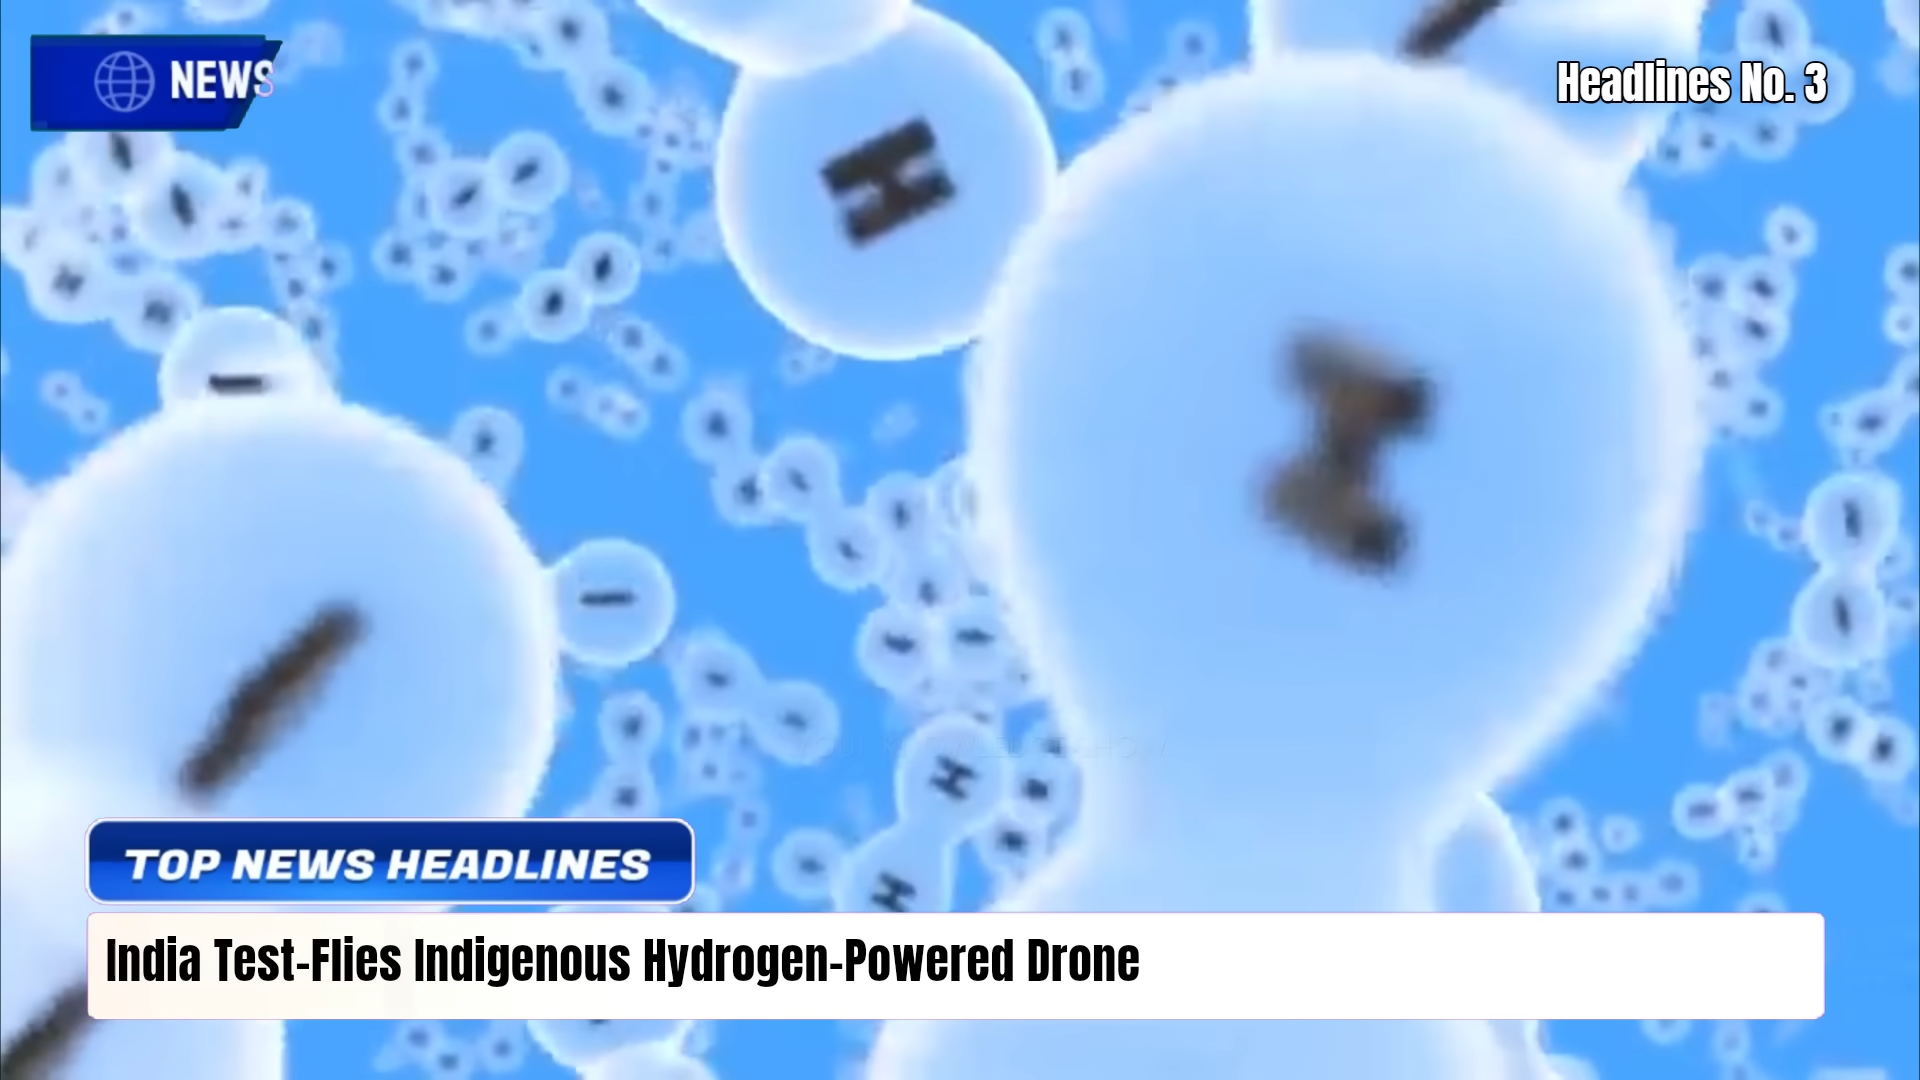 NEWS
Headlines No. 3
H
H
H
TOP NEWS HEADLINES
India Test-Flies Indigenous Hydrogen-Powered Drone